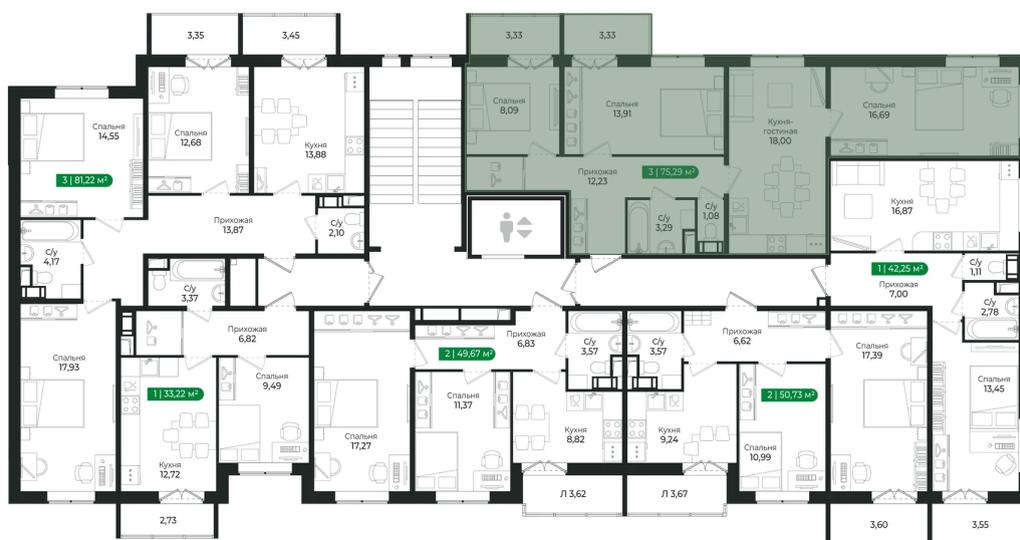 3,35
3,45
3,33
3,33
Спальня
14,55
Спальня
12,68
Кухня
13,88
Спальня
8,09
Спальня
13,91
Кухня-
гостиная
18,00
Спальня
16,69
3 | 81,22 м²
3 | 75,29 м²
Прихожая
12,23
Прихожая
13,87
С/у
2,10
С/у
3,29
С/у
1,08
Кухня
16,87
С/у
4,17
С/у
3,37
1 | 42,25 м²
Прихожая
7,00
С/у
1,11
С/у
2,78
Прихожая
6,82
Прихожая
6,83
С/у
3,57
С/у
3,57
Прихожая
6,62
Спальня
17,93
Спальня
9,49
2 | 49,67 м²
Спальня
17,39
Спальня
13,45
1 | 33,22 м²
2 | 50,73 м²
Спальня
11,37
Спальня
17,27
Кухня
8,82
Кухня
9,24
Спальня
10,99
Кухня
12,72
2,73
Л 3,62
Л 3,67
3,60
3,55